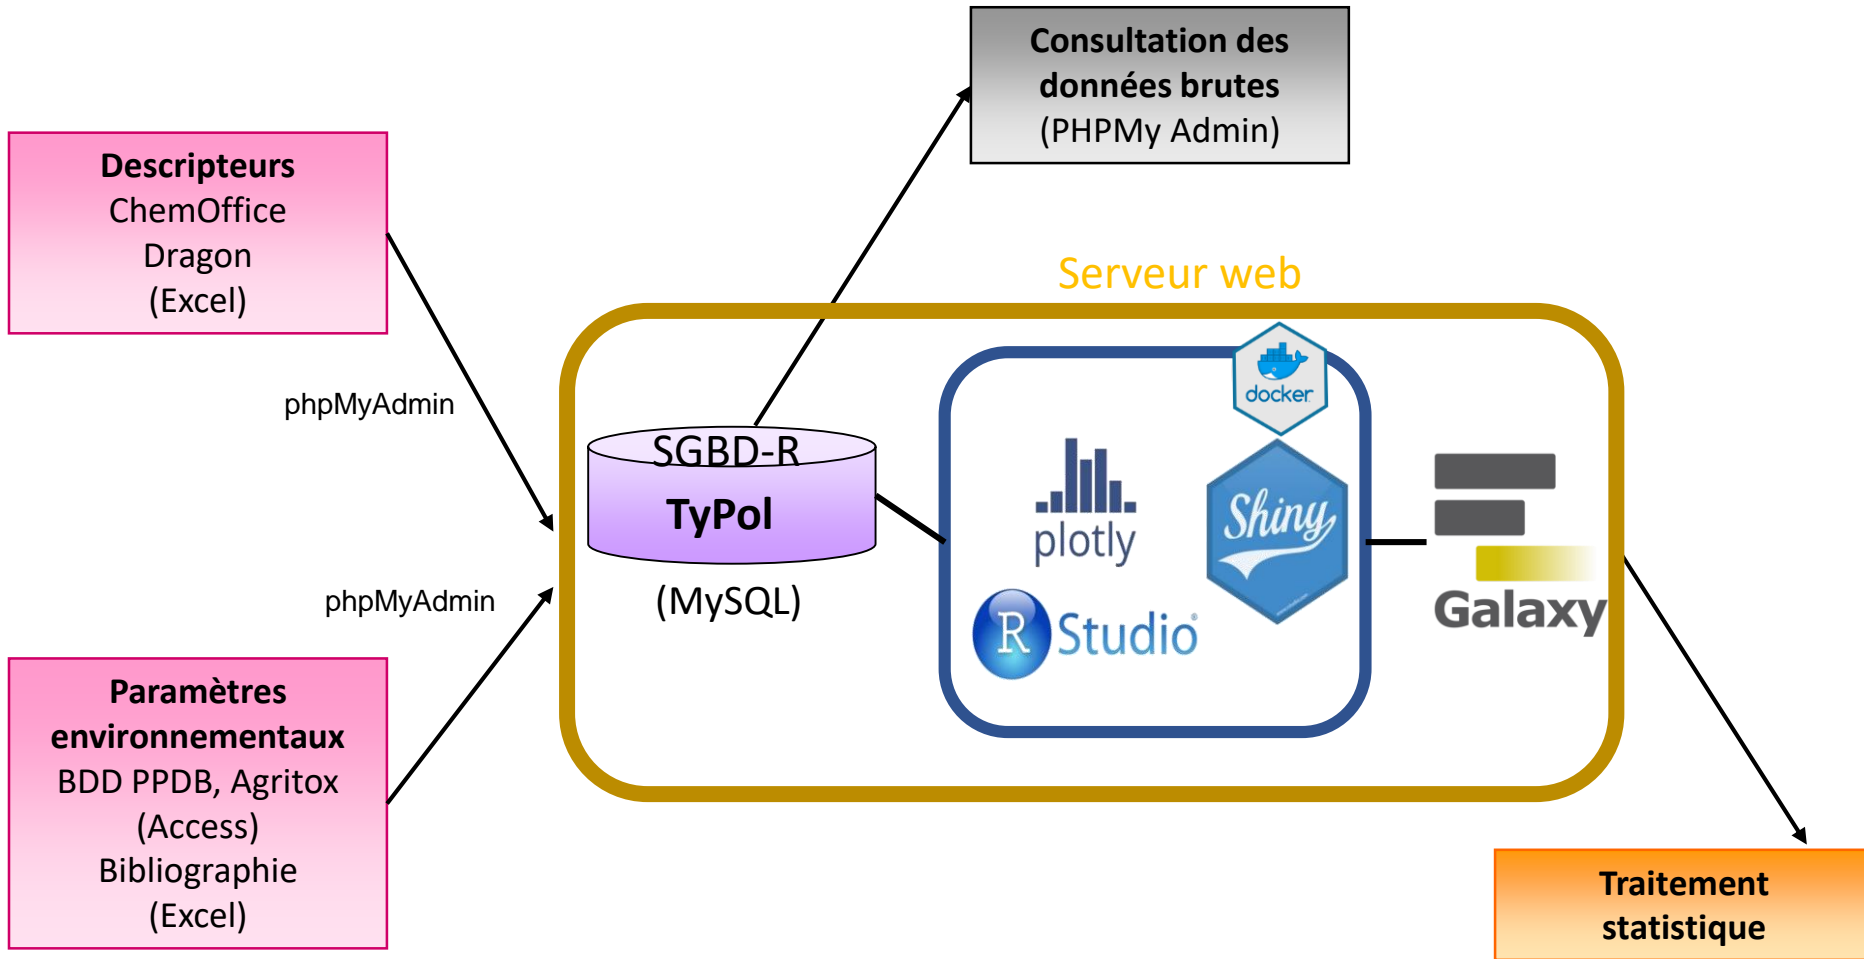 Consultation des
données brutes
(PHPMy Admin)
Descripteurs
ChemOffice
Dragon
(Excel)
Serveur web
phpMyAdmin
docker
SGBD-R
TyPol
(MySQL)
plotly
Shiny
R Studio
Galaxy
phpMyAdmin
Paramètres
environnementaux
BDD PPDB, Agritox
(Access)
Bibliographie
(Excel)
Traitement
statistique